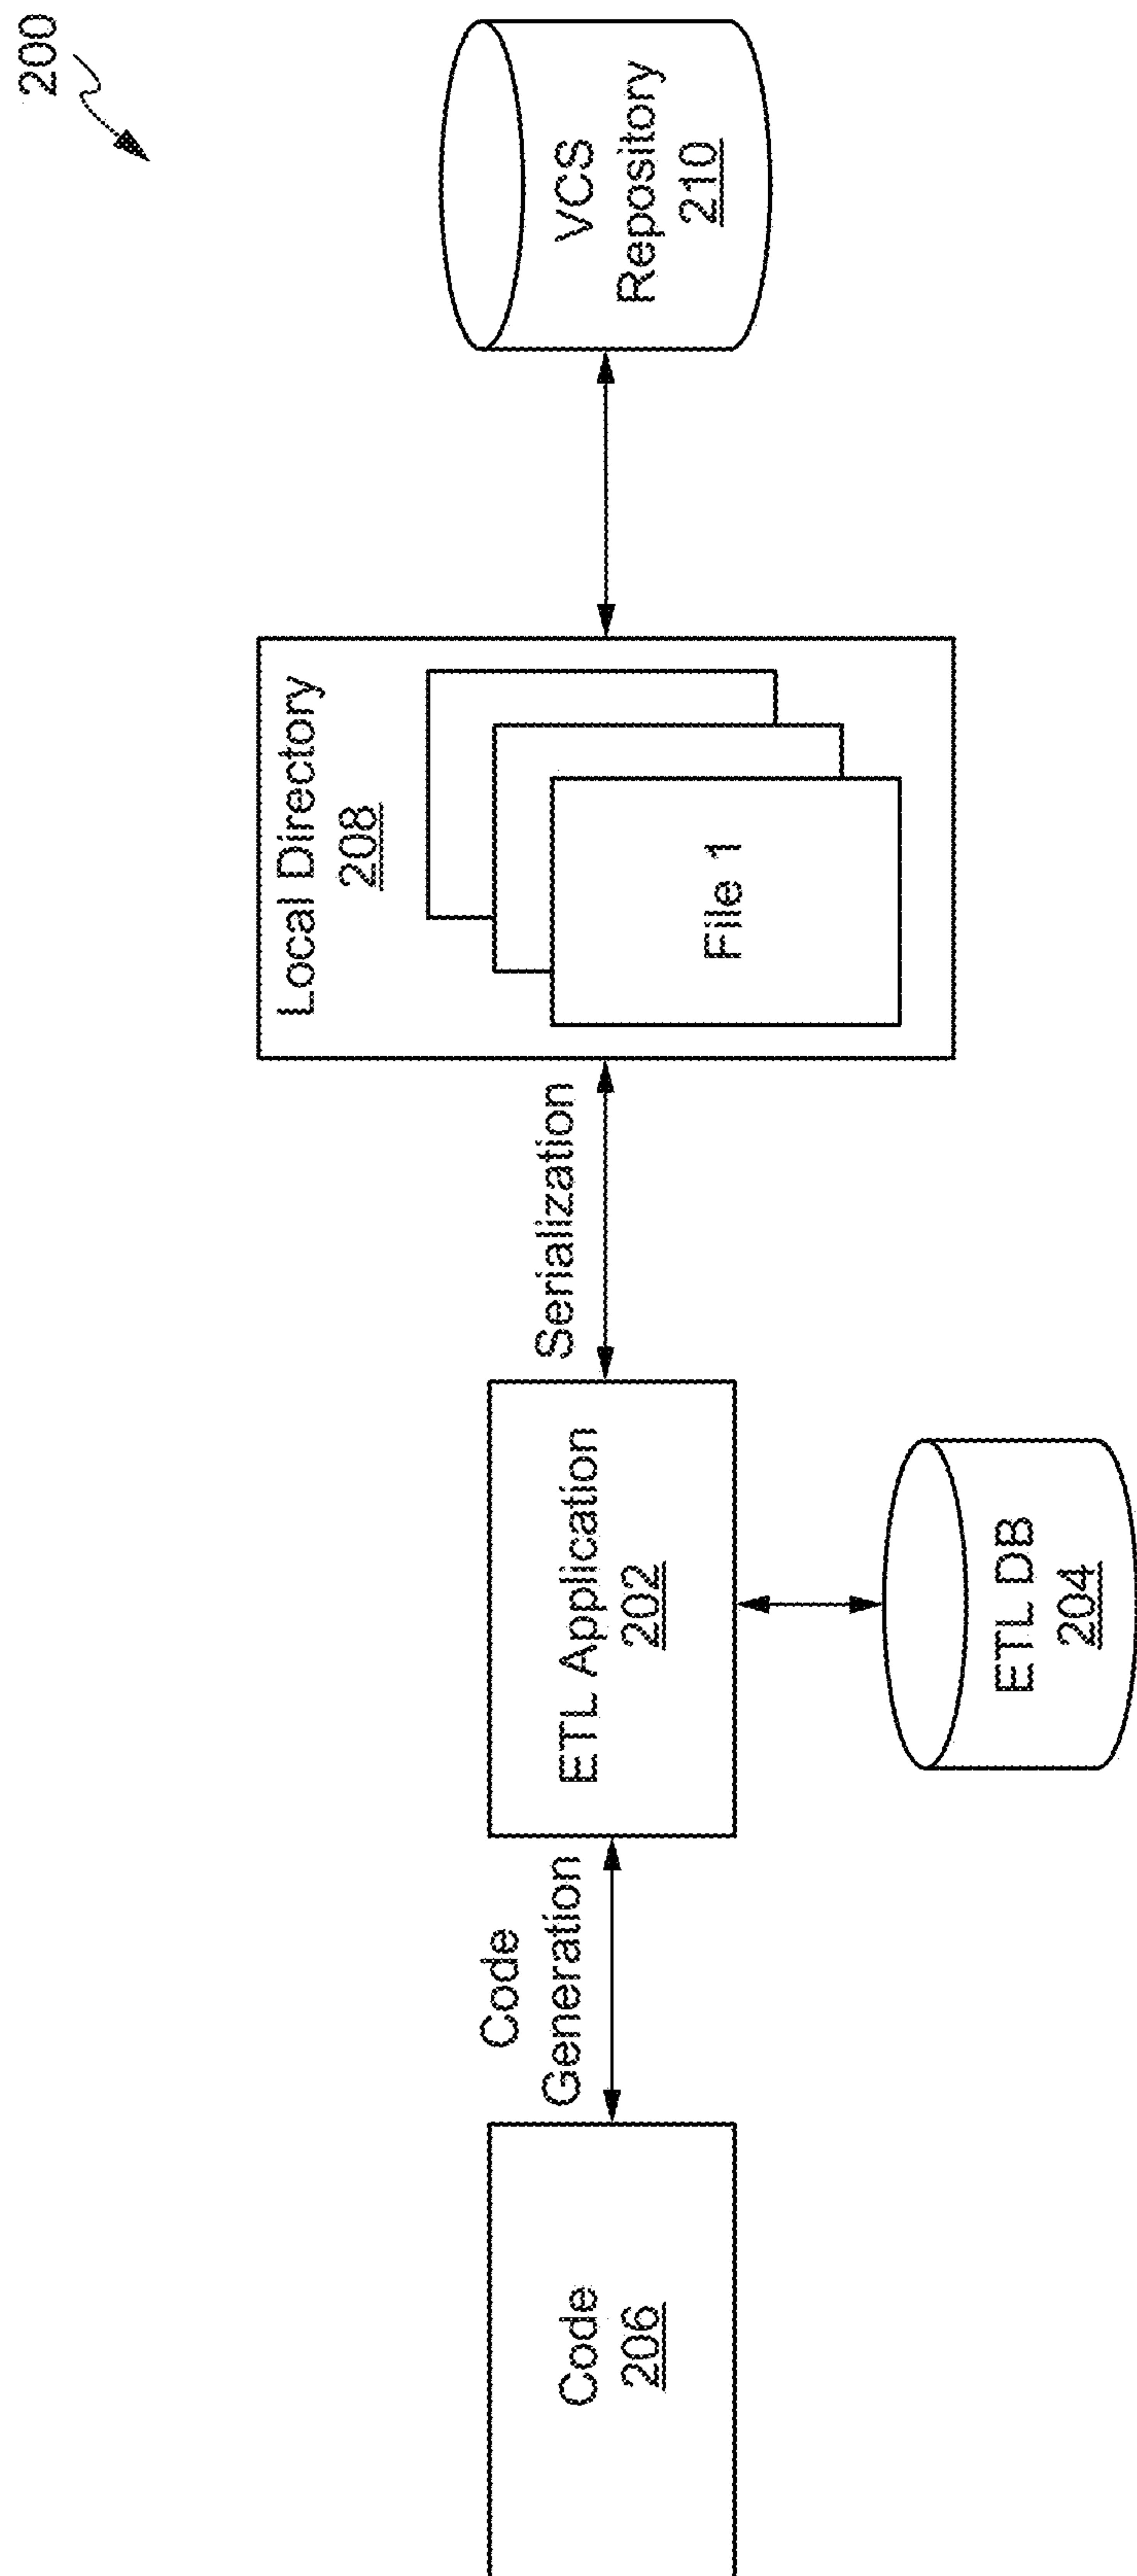 200
Code
206
Code
Generation
ETL Application
202
ETL DB
204
Serialization
Local Directory
208
File 1
VCS
Repository
210